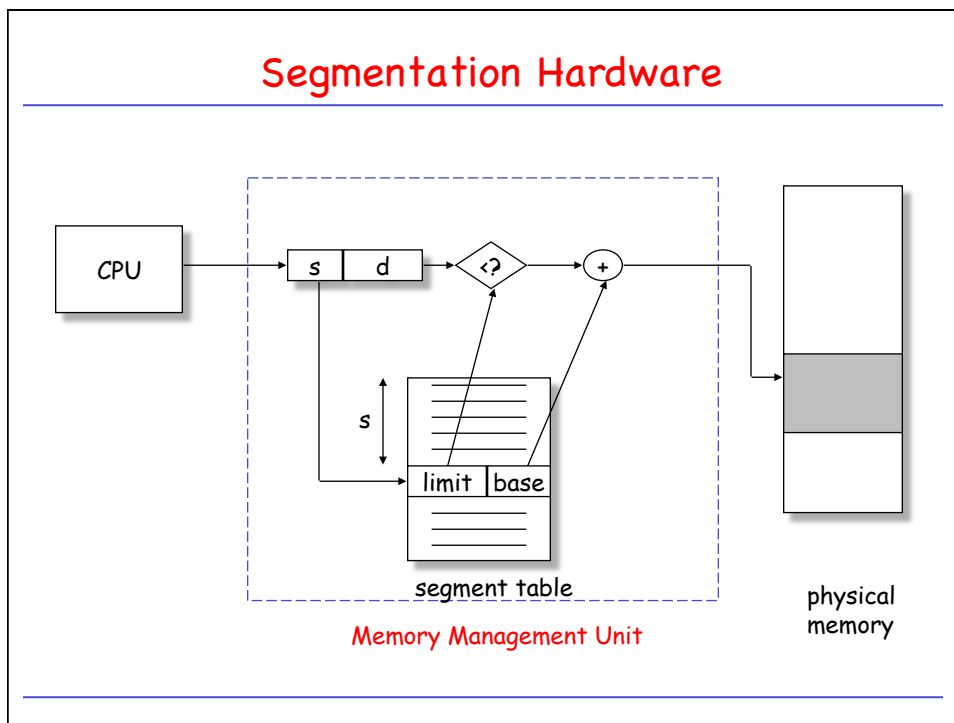 Segmentation Hardware
CPU
s d
<?
+
s
limit base
segment table
Memory Management Unit
physical
memory